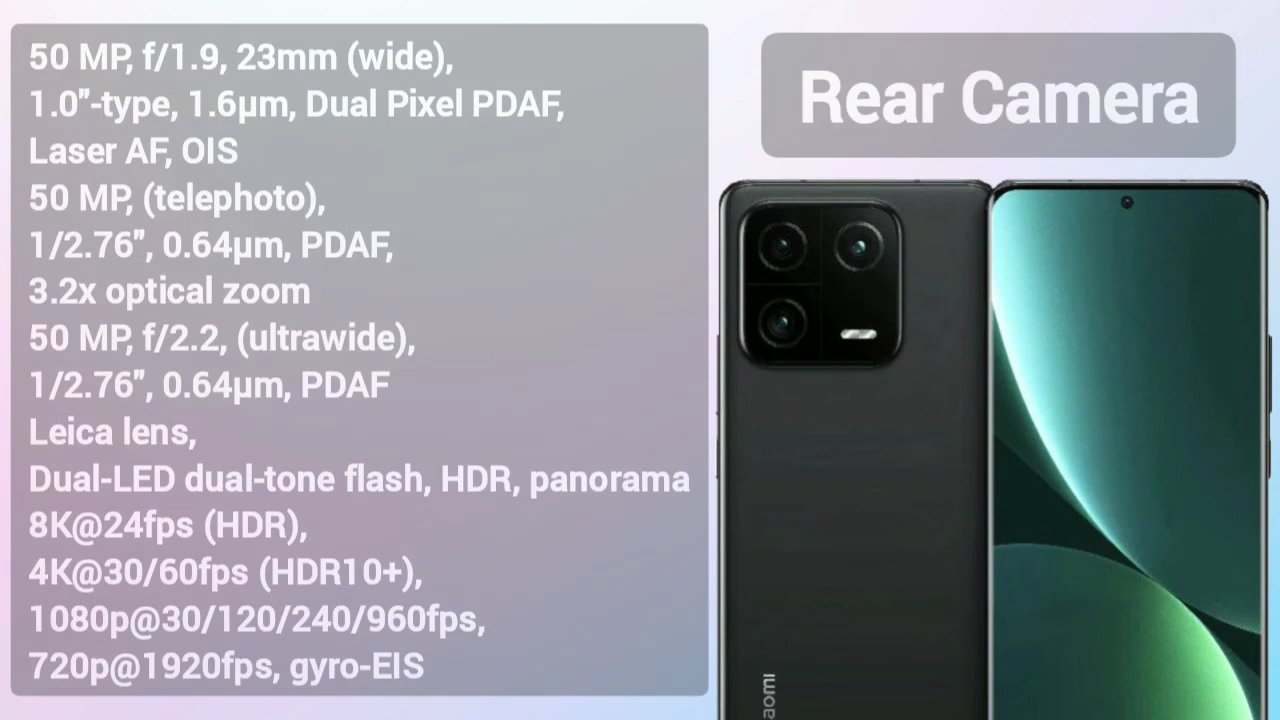 50 MP, f/1.9, 23mm (wide),
1.0"-type, 1.6µm, Dual Pixel PDAF,
Laser AF, OIS
50 MP, (telephoto),
1/2.76", 0.64µm, PDAF,
3.2x optical zoom
50 MP, f/2.2, (ultrawide),
1/2.76", 0.64µm, PDAF
Leica lens,
Dual-LED dual-tone flash, HDR, panorama
8K@24fps (HDR),
4K@30/60fps (HDR10+),
1080p@30/120/240/960fps,
720p@1920fps, gyro-EIS
Rear Camera
aomi